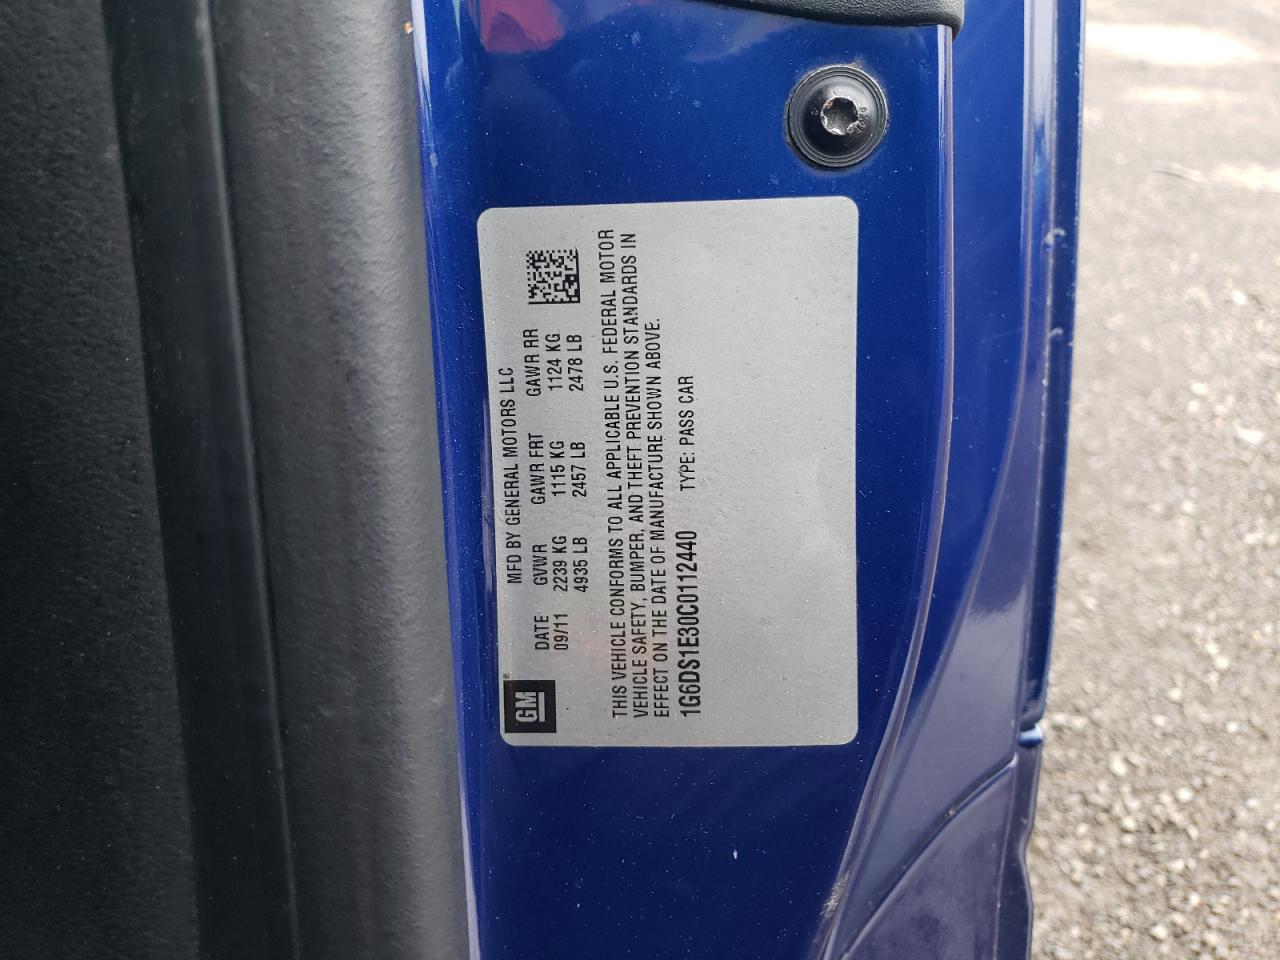 MFD BY GENERAL MOTORS LLC
DATE GVWR GAWR FRT GAWR RR
09/11 2239 KG 1115 KG 1124 KG
4935 LB 2457 LB 2478 LB
THIS VEHICLE CONFORMS TO ALL APPLICABLE U.S. FEDERAL MOTOR
VEHICLE SAFETY, BUMPER, AND THEFT PREVENTION STANDARDS IN
EFFECT ON THE DATE OF MANUFACTURE SHOWN ABOVE.
1G6DS1E30C0112440 TYPE: PASS CAR
GM®